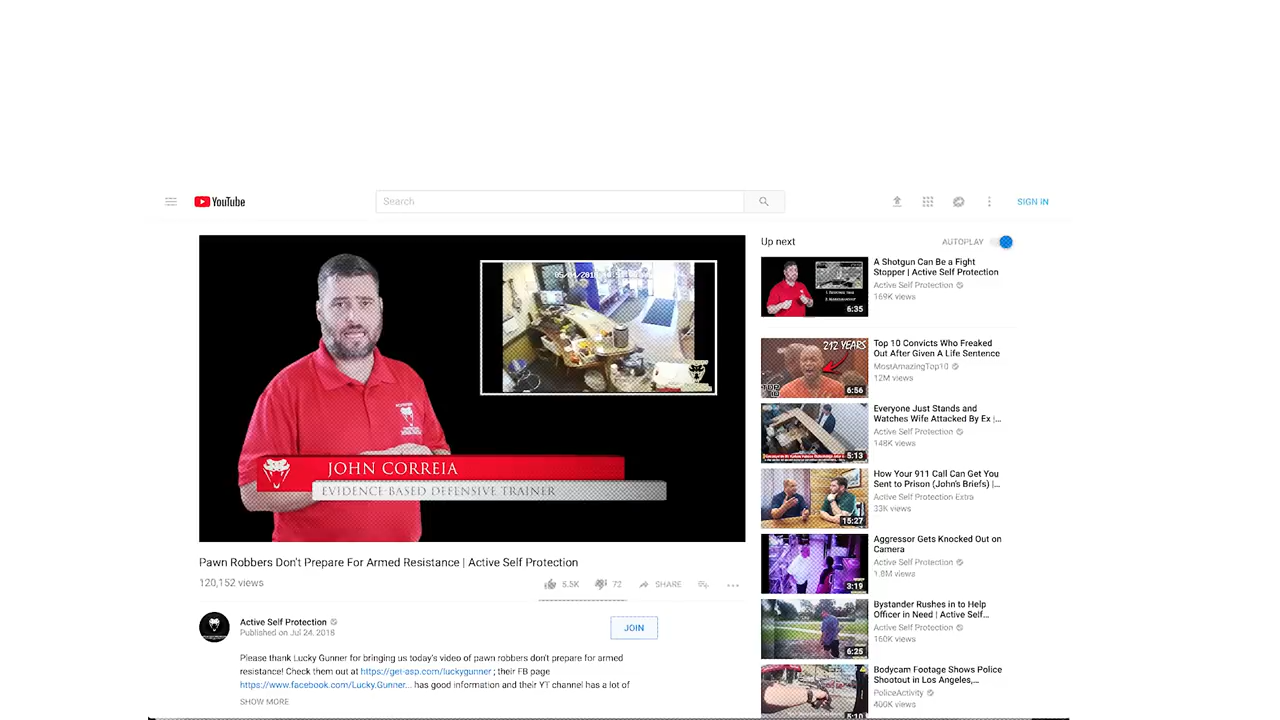 YouTube
Search
SIGN IN
JOHN CORREIA
EVIDENCE-BASED DEFENSIVE TRAINER
Pawn Robbers Don't Prepare For Armed Resistance | Active Self Protection
120,152 views
5.5K
72
SHARE
Active Self Protection
Published on Jul 24, 2018
JOIN
Please thank Lucky Gunner for bringing us today's video of pawn robbers don't prepare for armed
resistance! Check them out at https://get-asp.com/luckygunner ; their FB page
https://www.facebook.com/Lucky.Gunner... has good information and their YT channel has a lot of
SHOW MORE
Up next
AUTOPLAY
A Shotgun Can Be a Fight
Stopper | Active Self Protection
Active Self Protection
169K views
6:35
Top 10 Convicts Who Freaked
Out After Given A Life Sentence
MostAmazingTop10
12M views
212 YEARS
TOP
10
6:56
Everyone Just Stands and
Watches Wife Attacked By Ex |...
Active Self Protection
148K views
5:13
How Your 911 Call Can Get You
Sent to Prison (John's Briefs) |...
Active Self Protection Extra
33K views
15:27
Aggressor Gets Knocked Out on
Camera
Active Self Protection
1.8M views
3:19
Bystander Rushes in to Help
Officer in Need | Active Self...
Active Self Protection
160K views
6:25
Bodycam Footage Shows Police
Shootout in Los Angeles,...
PoliceActivity
400K views
5:10